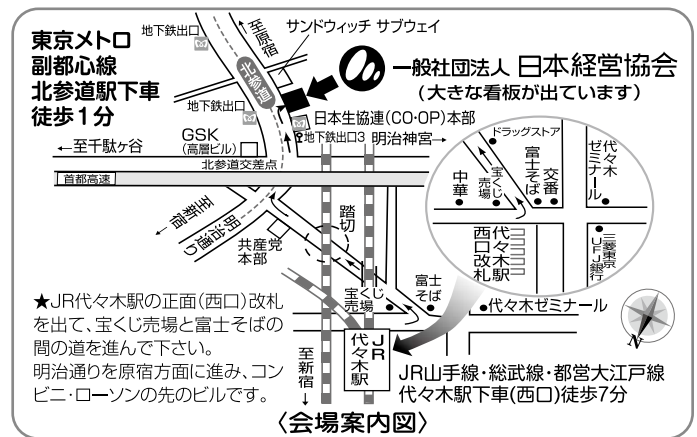 東京メトロ
副都心線
北参道駅下車
徒歩1分
地下鉄出口
至原宿→
サンドウィッチ サブウェイ
北参道
一般社団法人 日本経営協会
(大きな看板が出ています)
地下鉄出口
日本生協連(CO・OP)本部
地下鉄出口3 明治神宮→
GSK
(高層ビル)
←至千駄ヶ谷
北参道交差点
首都高速
至新宿→
明治通り
共産党
本部
踏切
ドラッグストア
中華
宝くじ
売場
富士そば
交番
代々木
ゼミナール
代々木駅
西口改札
三菱東京
UFJ銀行
宝くじ
売場
富士
そば
代々木ゼミナール
N
★JR代々木駅の正面(西口)改札
を出て、宝くじ売場と富士そばの
間の道を進んで下さい。
明治通りを原宿方面に進み、コン
ビニ・ローソンの先のビルです。
至新宿→
JR
代々木駅
JR山手線・総武線・都営大江戸線
代々木駅下車(西口)徒歩7分
〈会場案内図〉